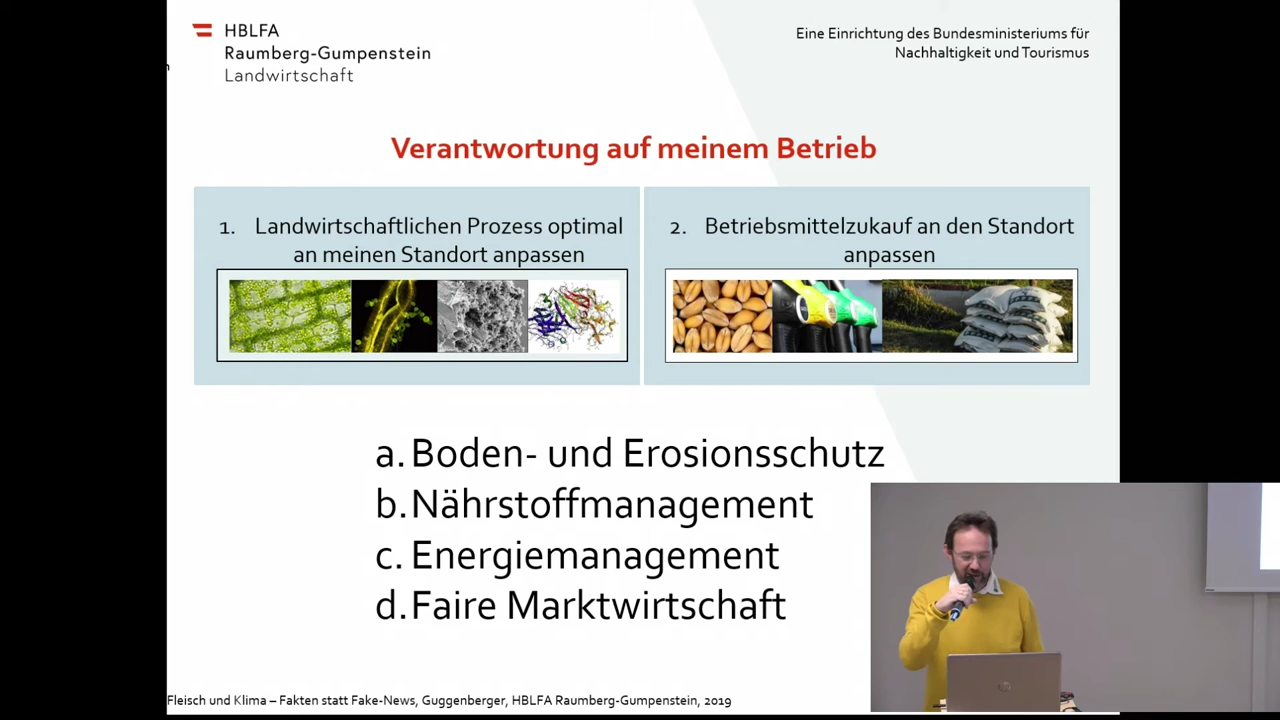 HBLFA
Raumberg-Gumpenstein
Landwirtschaft
Eine Einrichtung des Bundesministeriums für
Nachhaltigkeit und Tourismus
Verantwortung auf meinem Betrieb
1. Landwirtschaftlichen Prozess optimal
an meinen Standort anpassen
2. Betriebsmittelzukauf an den Standort
anpassen
a. Boden- und Erosionsschutz
b. Nährstoffmanagement
c. Energiemanagement
d. Faire Marktwirtschaft
Fleisch und Klima – Fakten statt Fake-News, Guggenberger, HBLFA Raumberg-Gumpenstein, 2019